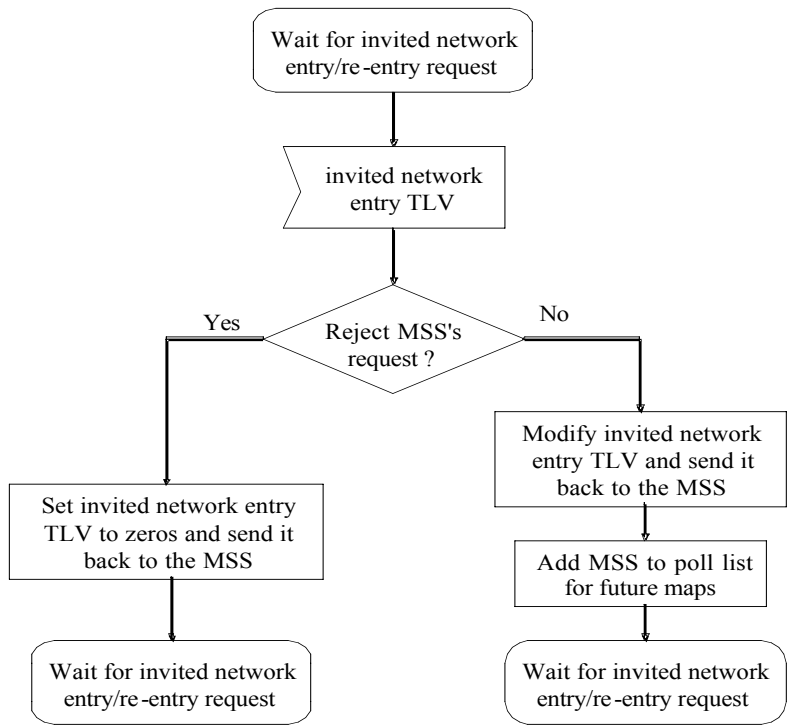 Wait for invited network
entry/re-entry request
invited network
entry TLV
Reject MSS's
request ?
Yes
No
Set invited network entry
TLV to zeros and send it
back to the MSS
Modify invited network
entry TLV and send it
back to the MSS
Add MSS to poll list
for future maps
Wait for invited network
entry/re-entry request
Wait for invited network
entry/re-entry request